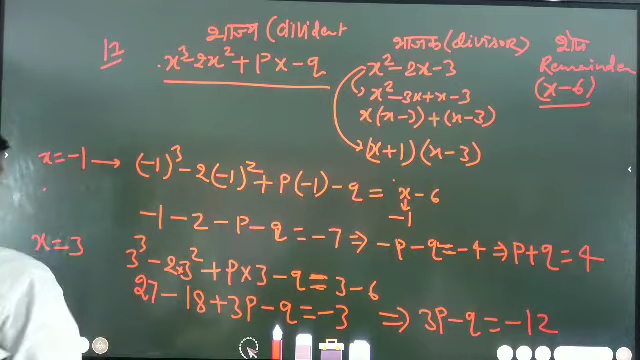 भाज्य (divident
भाजक (divisor)
शेष
Remainder
(x-6)
12
x³-2x²+Px-q
x²-2x-3
x²-3x+x-3
x(x-3)+(x-3)
(x+1)(x-3)
x=-1 → (-1)³-2(-1)²+P(-1)-q = x-6
-1
-1-2-P-q=-7 ⇒ -P-q=-4 ⇒ P+q=4
x=3
3³-2×3²+P×3-q=3-6
27-18+3P-q=-3 ⇒ 3P-q=-12